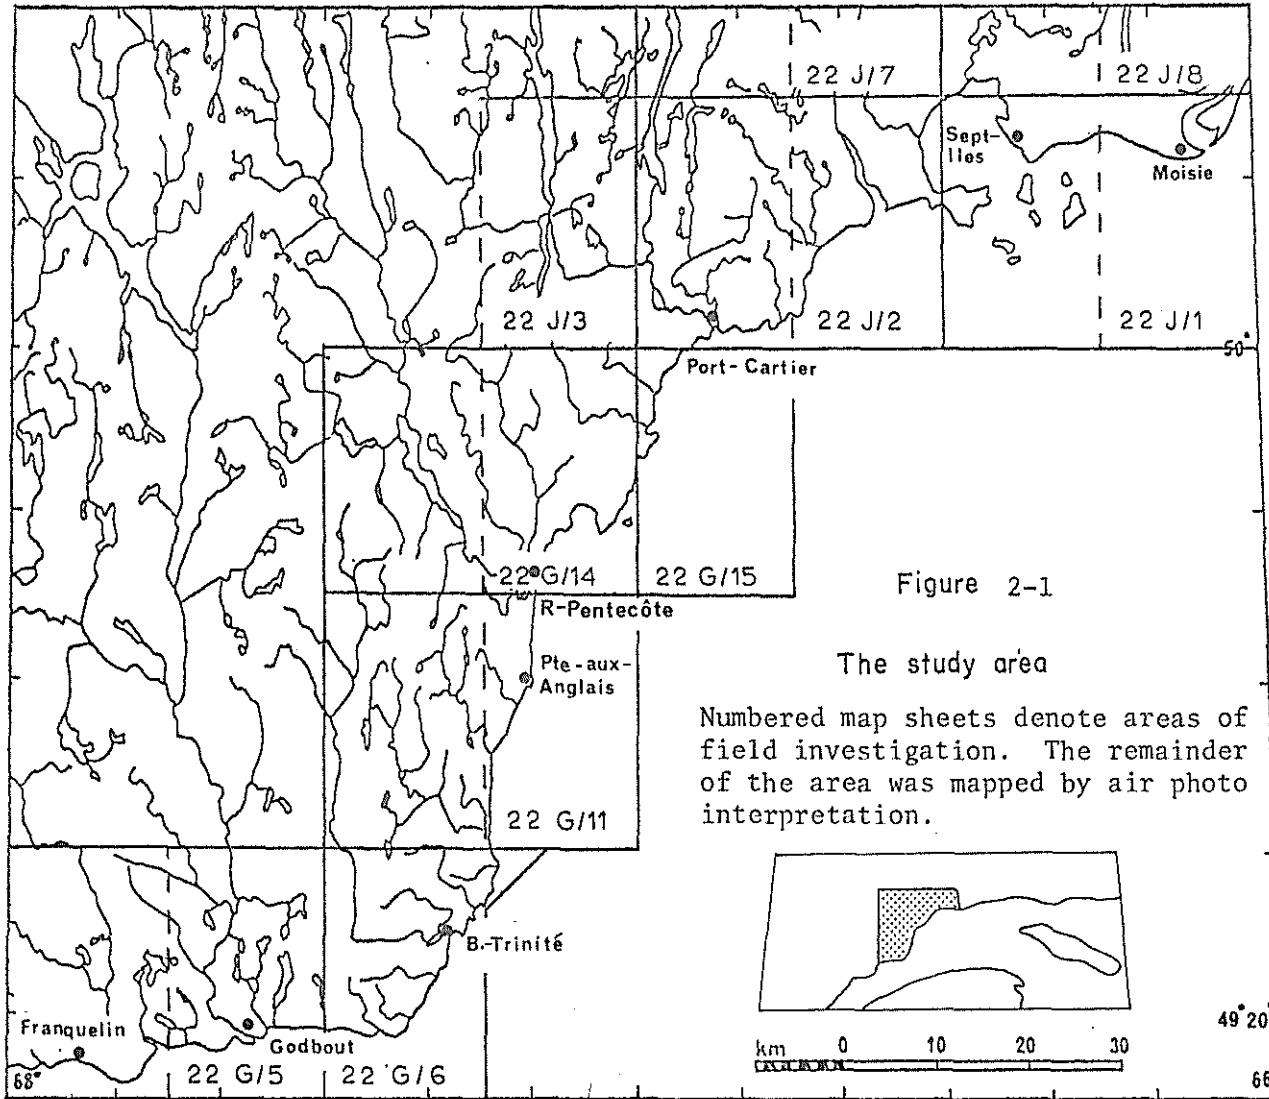 22 J/7
22 J/8
Sept-
Iles
Moisie
22 J/3
22 J/2
22 J/1
50°
Port-Cartier
22 G/14
22 G/15
R-Pentecôte
Figure 2-1
Pte-aux-
Anglais
The study area
Numbered map sheets denote areas of
field investigation. The remainder
of the area was mapped by air photo
interpretation.
22 G/11
B.-Trinité
Franquelin
Godbout
49°20
km 0 10 20 30
68°
22 G/5
22 G/6
66